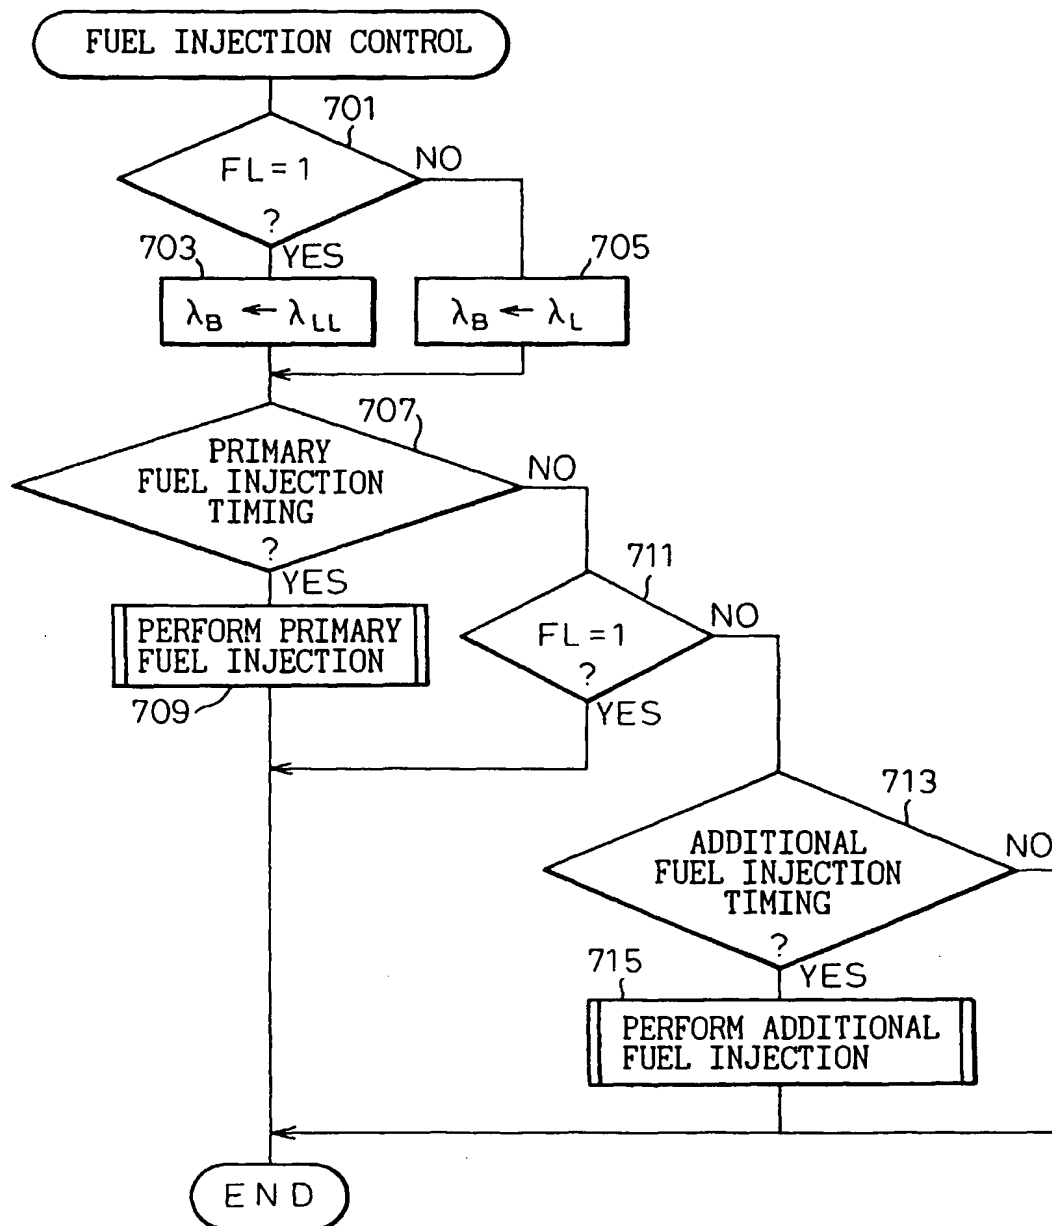 FUEL INJECTION CONTROL
701
FL=1
?
NO
YES
703
λB ← λLL
705
λB ← λL
707
PRIMARY
FUEL INJECTION
TIMING
?
NO
YES
PERFORM PRIMARY
FUEL INJECTION
709
711
FL=1
?
NO
YES
713
ADDITIONAL
FUEL INJECTION
TIMING
?
NO
YES
715
PERFORM ADDITIONAL
FUEL INJECTION
END